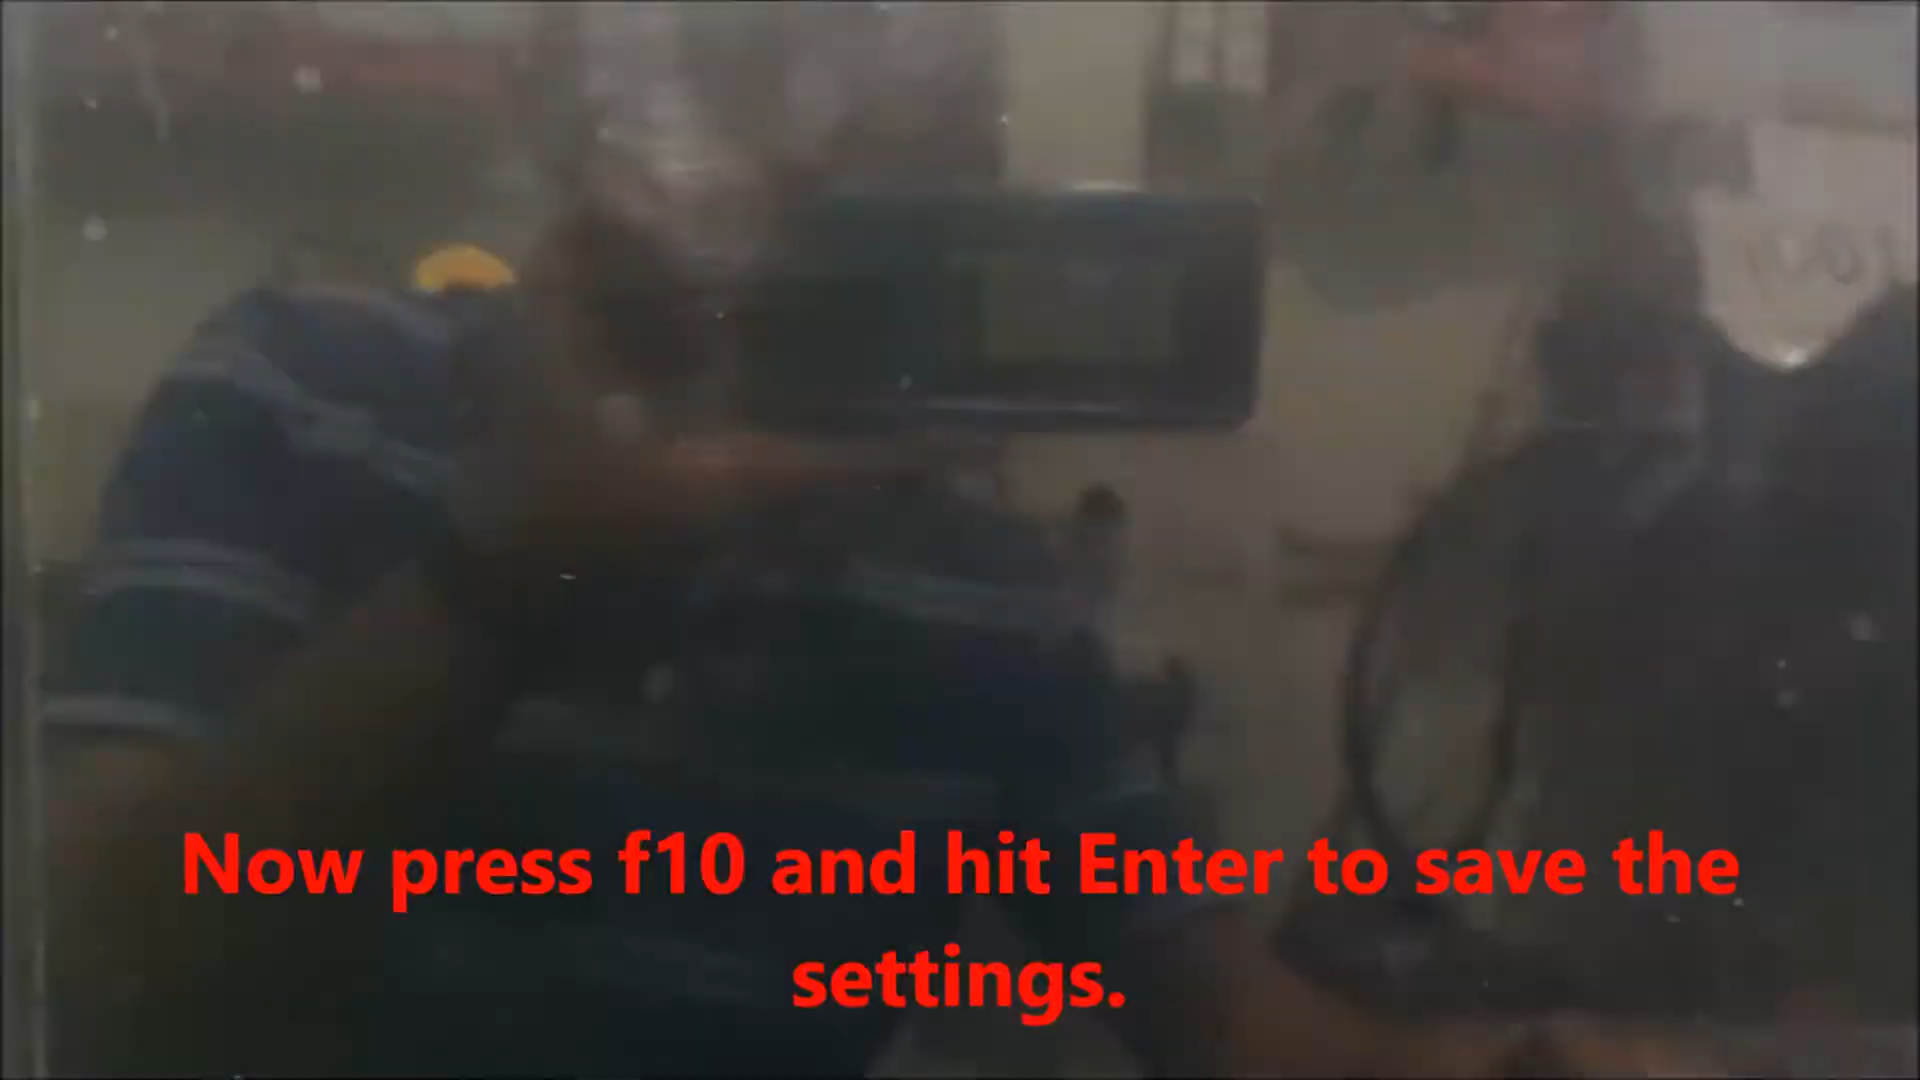 Now press f10 and hit Enter to save the
settings.